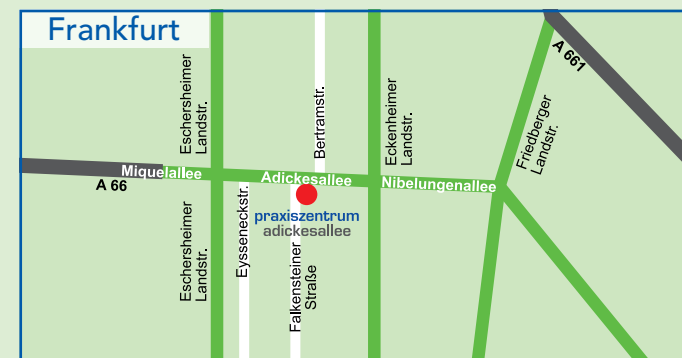 Frankfurt
A 661
Eschersheimer
Landstr.
Bertramstr.
Eckenheimer
Landstr.
Friedberger
Landstr.
Miquelallee
Adickesallee
Nibelungenallee
A 66
praxiszentrum
adickesallee
Eschersheimer
Landstr.
Eysseneckstr.
Falkensteiner
Straße